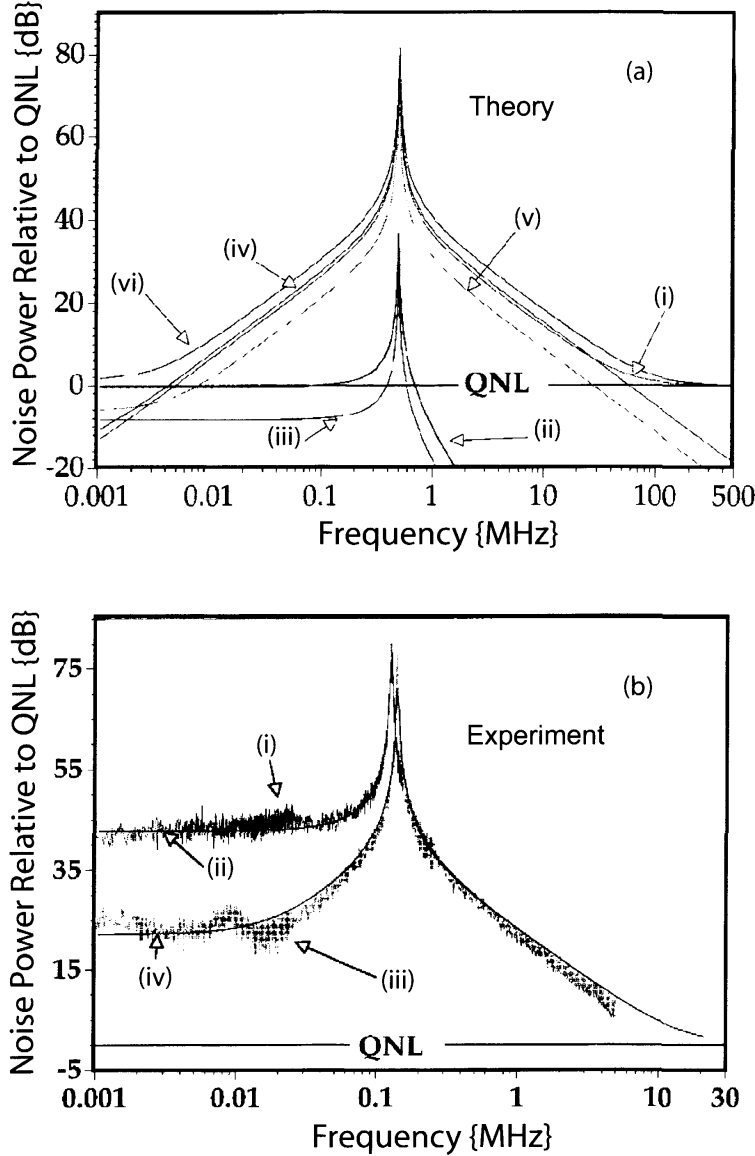 Noise Power Relative to QNL {dB}
80
60
40
20
0
-20
(a)
Theory
(v)
(iv)
(vi)
(i)
QNL
(iii)
(ii)
0.001
0.01
0.1
1
10
100
500
Frequency {MHz}
Noise Power Relative to QNL {dB}
75
55
35
15
-5
(b)
Experiment
(i)
(ii)
(iv)
(iii)
QNL
0.001
0.01
0.1
1
10
30
Frequency {MHz}